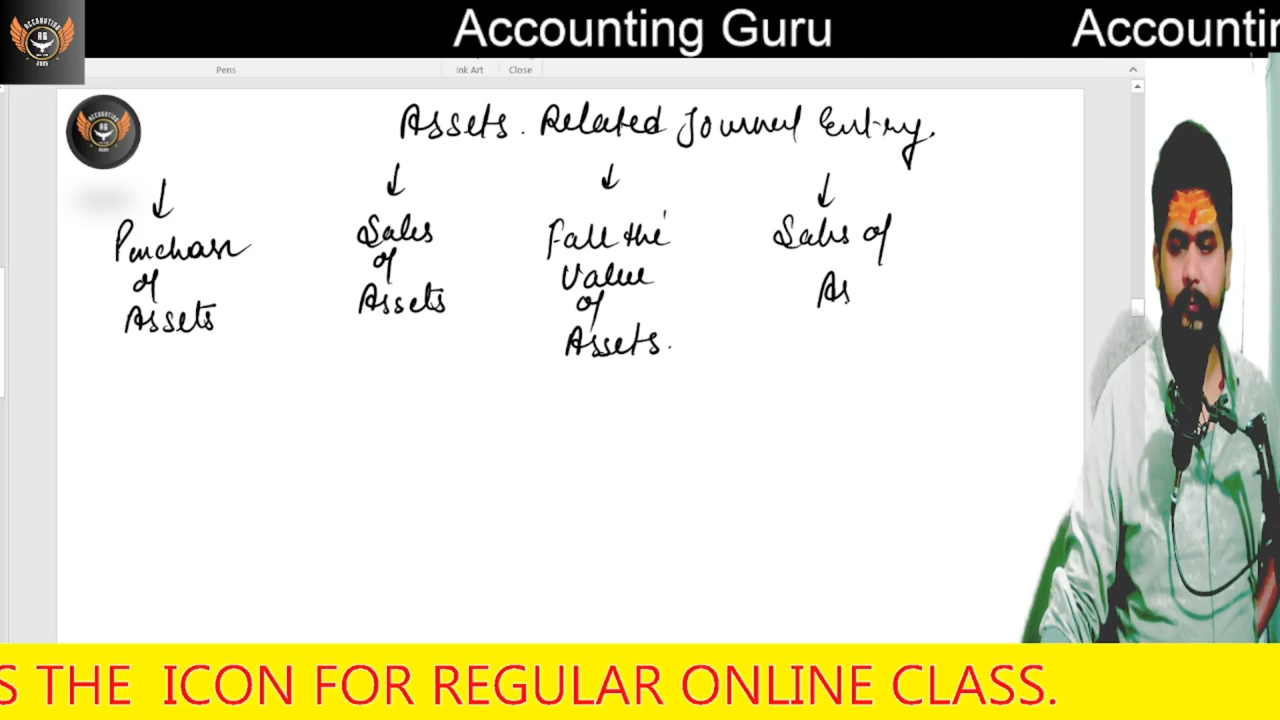 Accounting Guru
Accountin
Pens
Ink Art
Close
Assets. Related Journal Entry.
Purchase
of
Assets
Sales
of
Assets
Fall the
Value
of
Assets.
Sales of
As
S THE ICON FOR REGULAR ONLINE CLASS.